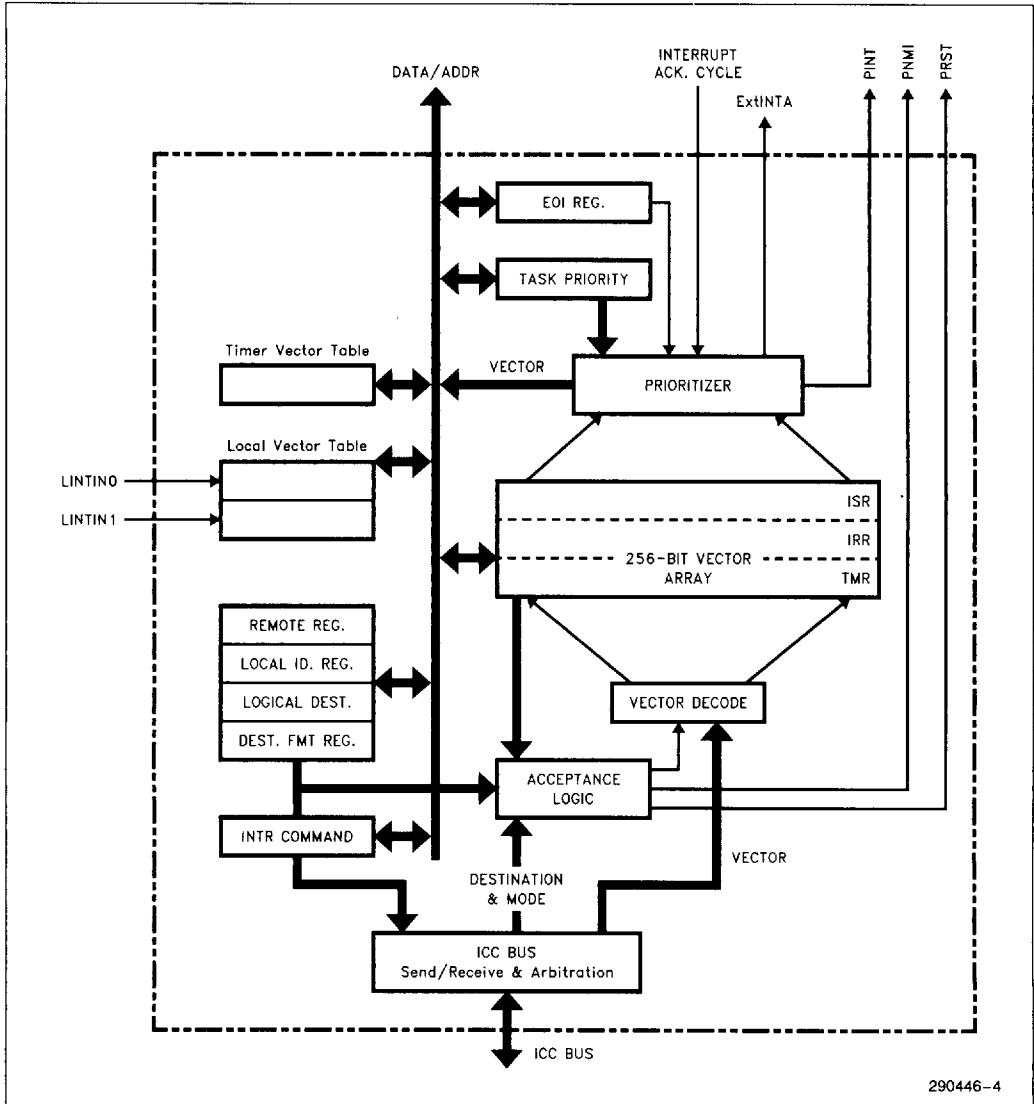 DATA/ADDR
INTERRUPT
ACK. CYCLE
ExtINTA
PINT
PNMI
PRST
EOI REG.
TASK PRIORITY
Timer Vector Table
VECTOR
PRIORITIZER
Local Vector Table
LINTIN0
LINTIN1
ISR
IRR
256-BIT VECTOR
ARRAY
TMR
REMOTE REG.
LOCAL ID. REG.
LOGICAL DEST.
DEST. FMT REG.
VECTOR DECODE
ACCEPTANCE
LOGIC
INTR COMMAND
DESTINATION
& MODE
VECTOR
ICC BUS
Send/Receive & Arbitration
ICC BUS
290446-4